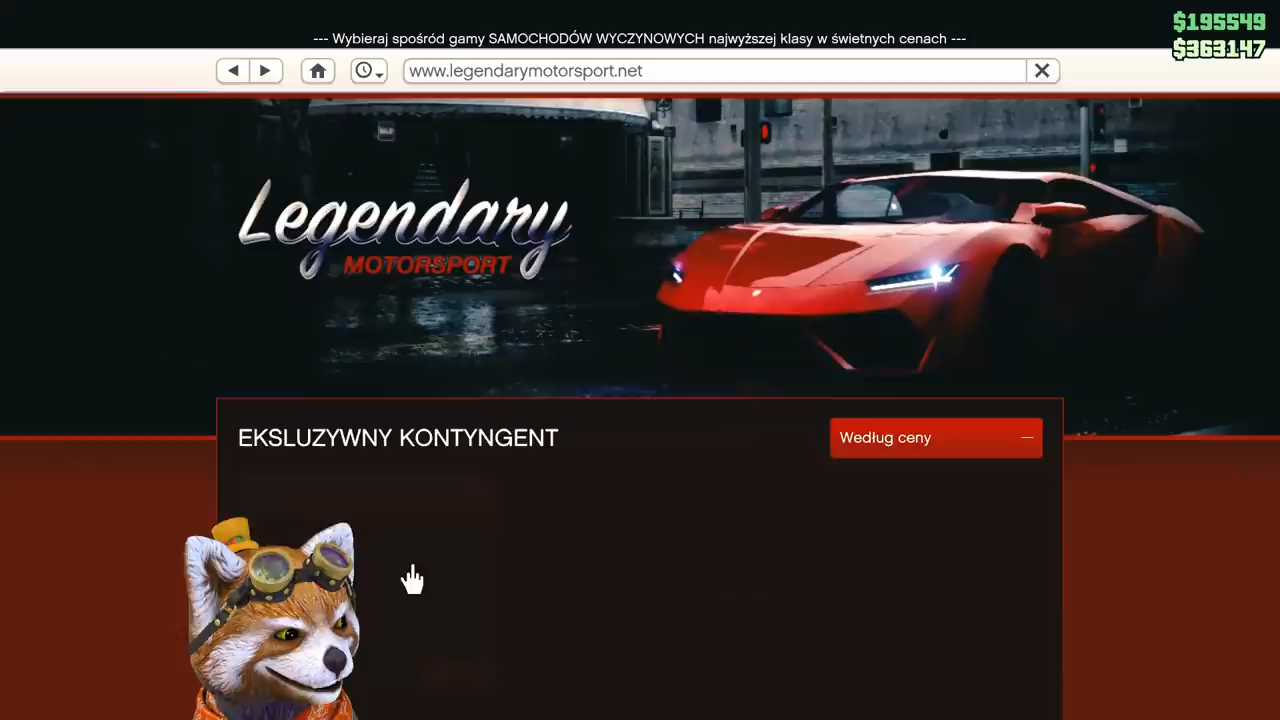 --- Wybieraj spośród gamy SAMOCHODÓW WYCZYNOWYCH najwyższej klasy w świetnych cenach ---
$195549
$363147
www.legendarymotorsport.net
Legendary
MOTORSPORT
EKSLUZYWNY KONTYNGENT
Według ceny